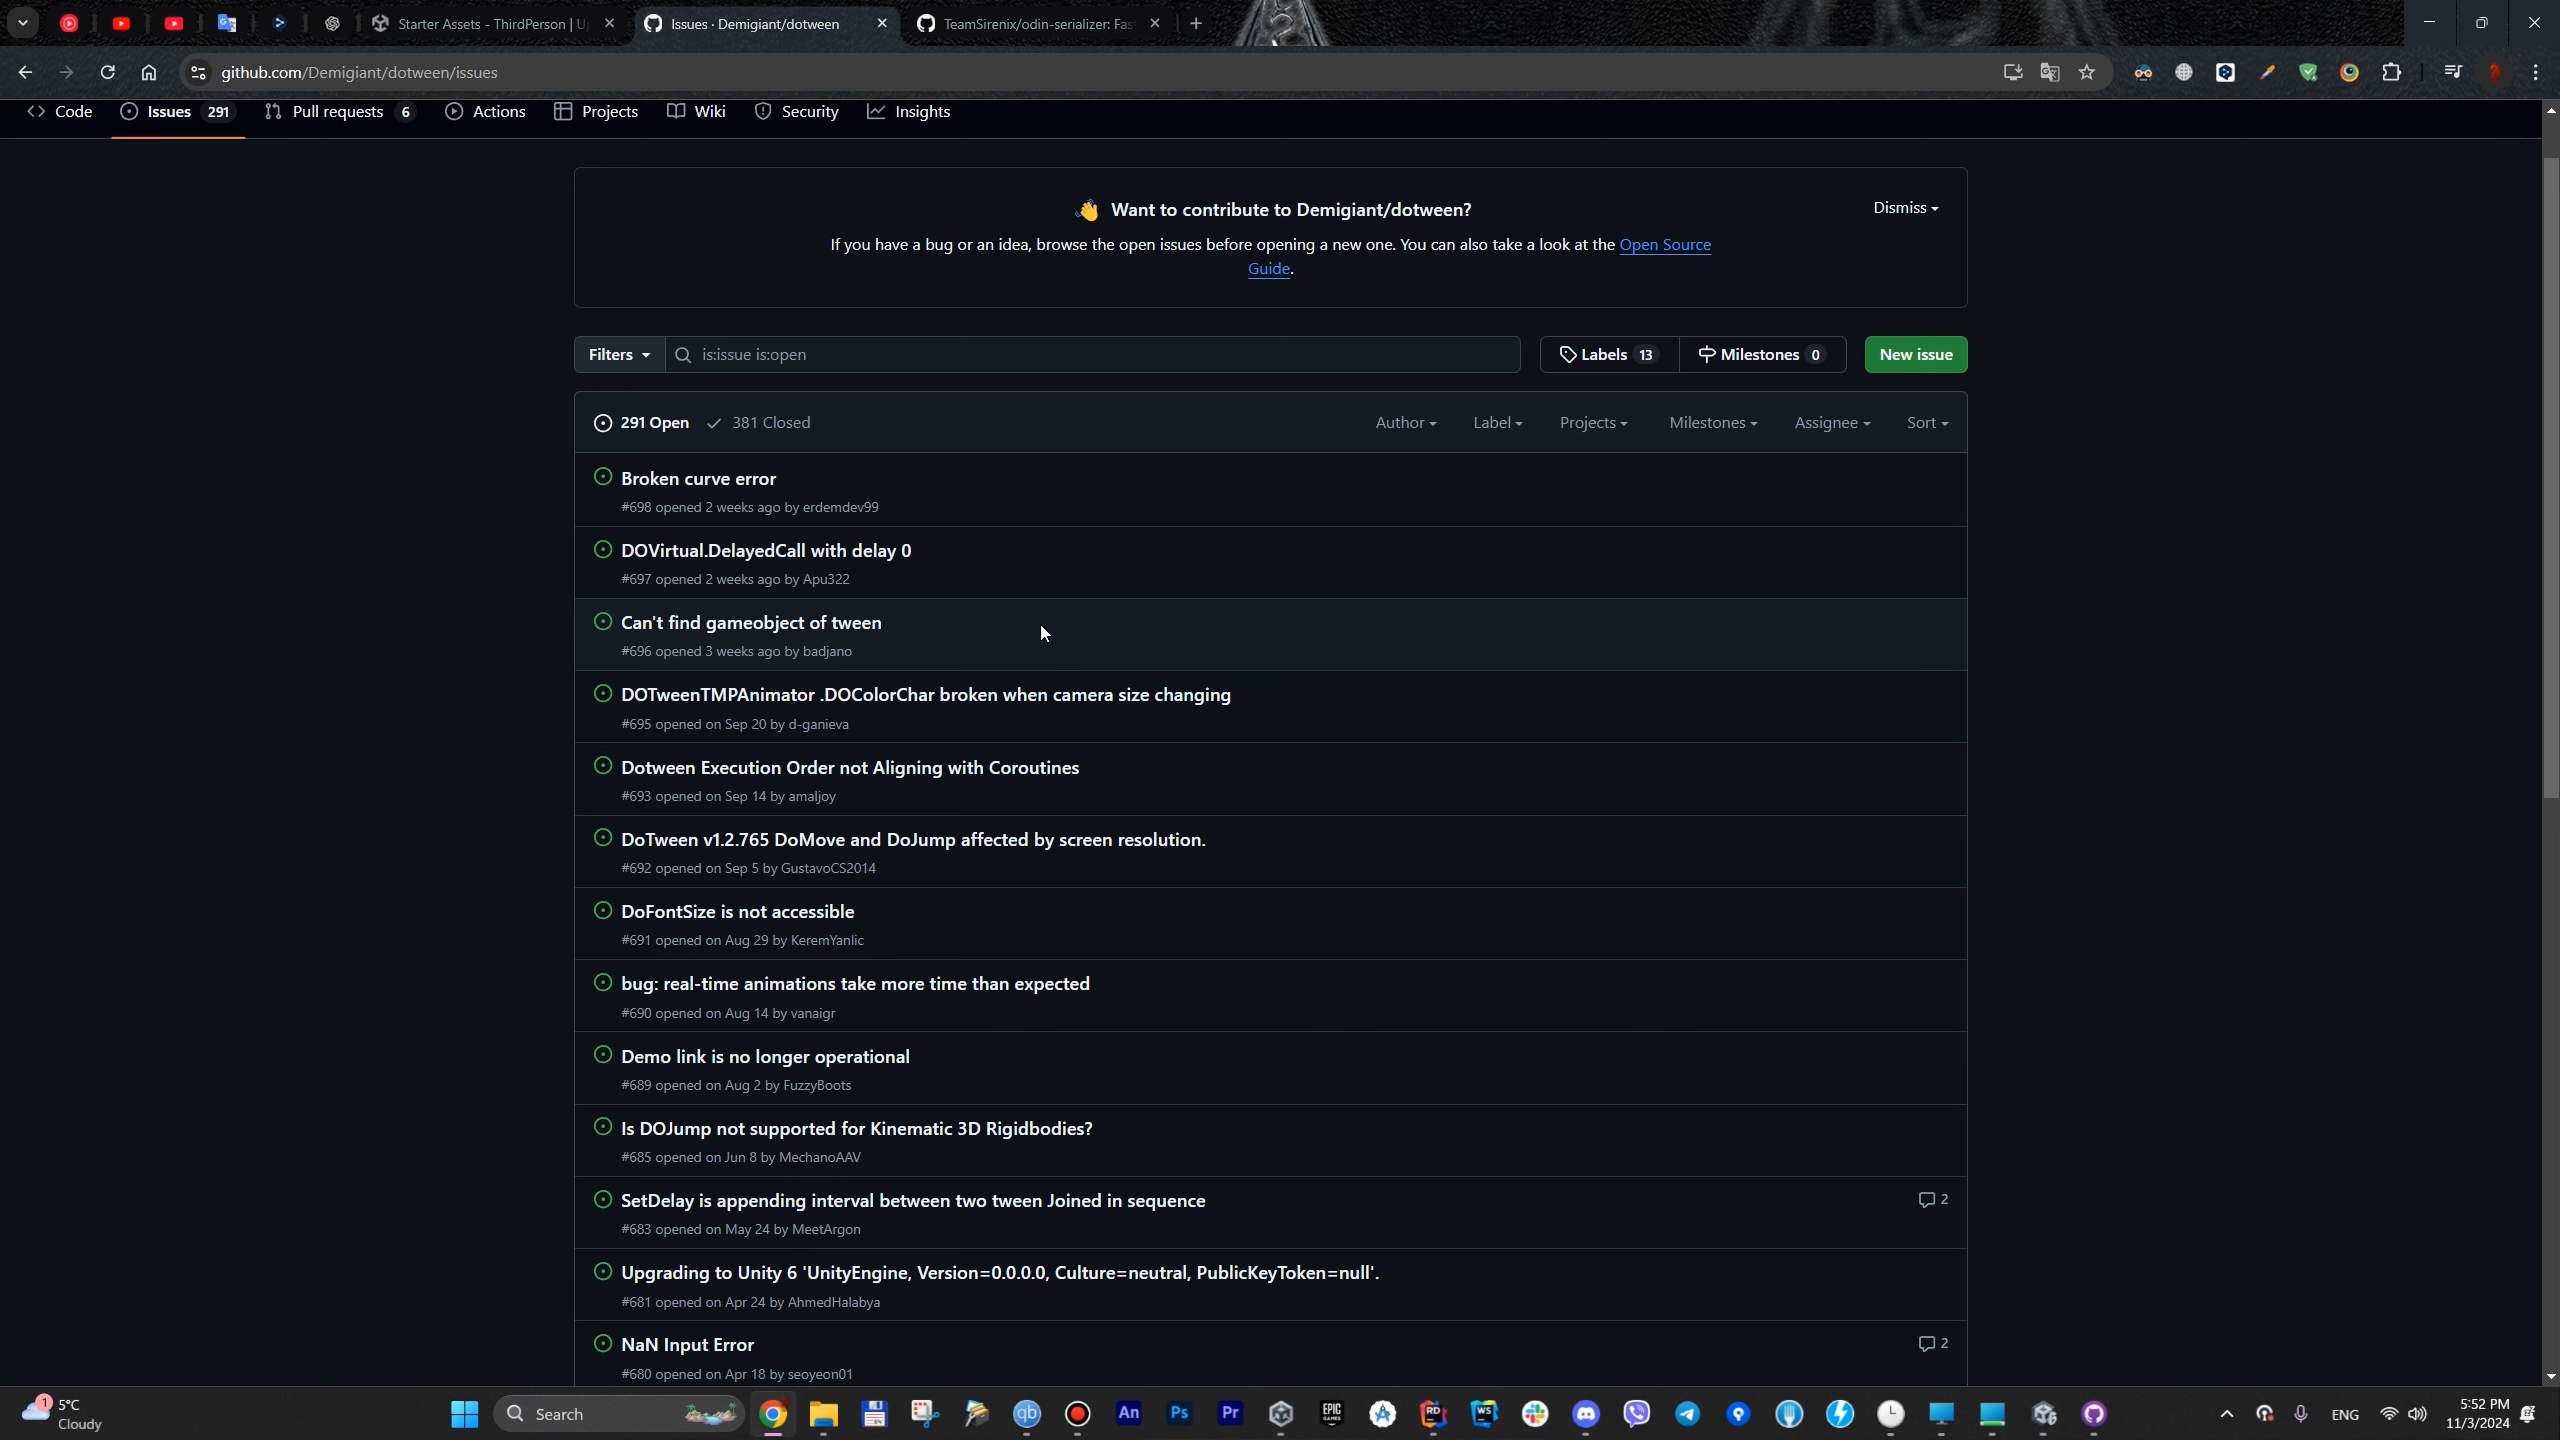 Starter Assets - ThirdPerson | U
Issues · Demigiant/dotween
TeamSirenix/odin-serializer: Fas
github.com/Demigiant/dotween/issues
Code
Issues 291
Pull requests 6
Actions
Projects
Wiki
Security
Insights
👋 Want to contribute to Demigiant/dotween?
Dismiss
If you have a bug or an idea, browse the open issues before opening a new one. You can also take a look at the Open Source
Guide.
Filters
is:issue is:open
Labels 13
Milestones 0
New issue
291 Open
381 Closed
Author
Label
Projects
Milestones
Assignee
Sort
Broken curve error
#698 opened 2 weeks ago by erdemdev99
DOVirtual.DelayedCall with delay 0
#697 opened 2 weeks ago by Apu322
Can't find gameobject of tween
#696 opened 3 weeks ago by badjano
DOTweenTMPAnimator .DOColorChar broken when camera size changing
#695 opened on Sep 20 by d-ganieva
Dotween Execution Order not Aligning with Coroutines
#693 opened on Sep 14 by amaljoy
DoTween v1.2.765 DoMove and DoJump affected by screen resolution.
#692 opened on Sep 5 by GustavoCS2014
DoFontSize is not accessible
#691 opened on Aug 29 by KeremYanlic
bug: real-time animations take more time than expected
#690 opened on Aug 14 by vanaigr
Demo link is no longer operational
#689 opened on Aug 2 by FuzzyBoots
Is DOJump not supported for Kinematic 3D Rigidbodies?
#685 opened on Jun 8 by MechanoAAV
SetDelay is appending interval between two tween Joined in sequence
2
#683 opened on May 24 by MeetArgon
Upgrading to Unity 6 'UnityEngine, Version=0.0.0.0, Culture=neutral, PublicKeyToken=null'.
#681 opened on Apr 24 by AhmedHalabya
NaN Input Error
2
#680 opened on Apr 18 by seoyeon01
1
5°C
Cloudy
Search
qb
An
Ps
Pr
EPIC
GAMES
RD
WS
ENG
5:52 PM
11/3/2024